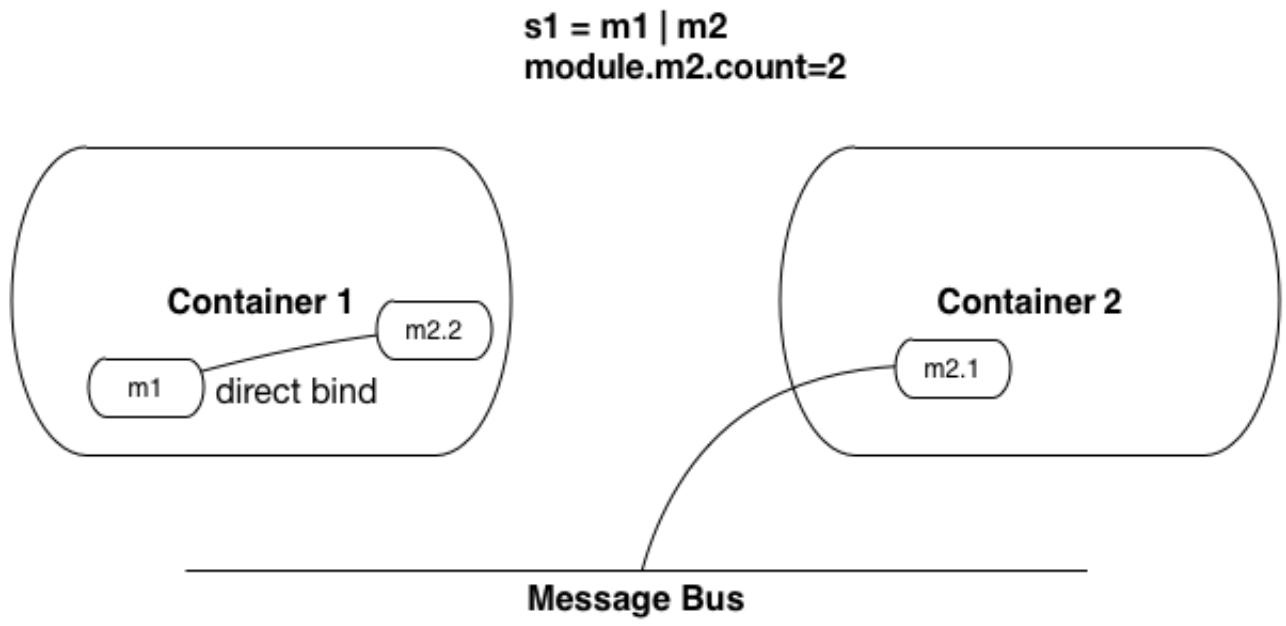 s1 = m1 | m2
module.m2.count=2
Container 1
Container 2
m2.2
m2.1
m1
direct bind
Message Bus